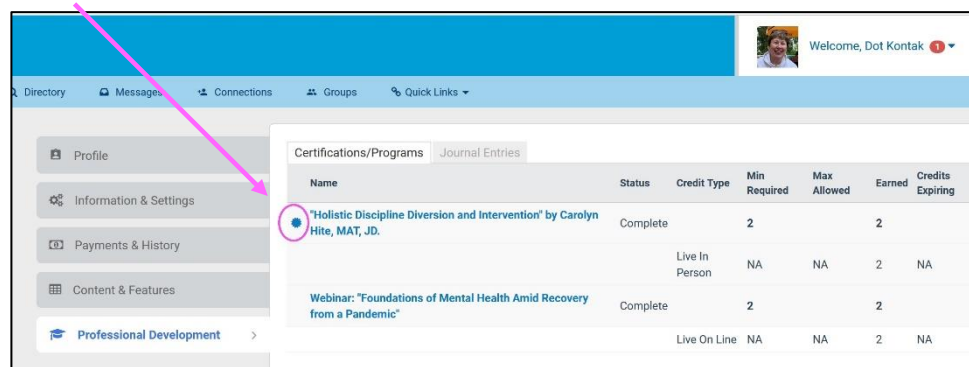 Welcome, Dot Kontak 1
Directory Messages Connections Groups Quick Links
Profile
Information & Settings
Payments & History
Content & Features
Professional Development
Certifications/Programs Journal Entries
Name Status Credit Type Min Required Max Allowed Earned Credits Expiring
"Holistic Discipline Diversion and Intervention" by Carolyn
Hite, MAT, JD.
Complete 2 2
Live In Person NA NA 2 NA
Webinar: "Foundations of Mental Health Amid Recovery
from a Pandemic"
Complete 2 2
Live On Line NA NA 2 NA